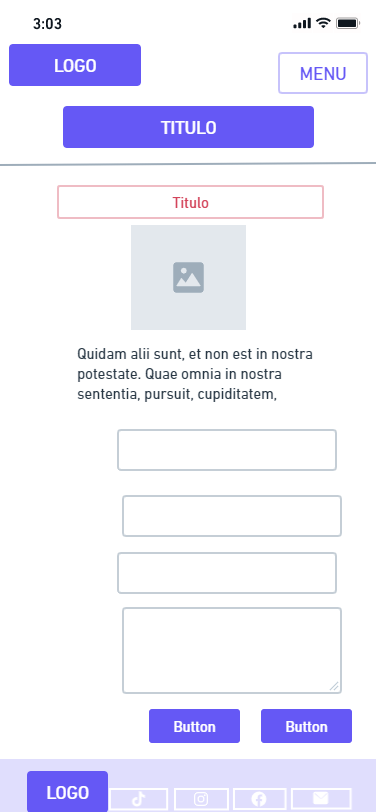 3:03
LOGO
MENU
TITULO
Titulo
Quidam alii sunt, et non est in nostra
potestate. Quae omnia in nostra
sententia, pursuit, cupiditatem,
Button
Button
LOGO